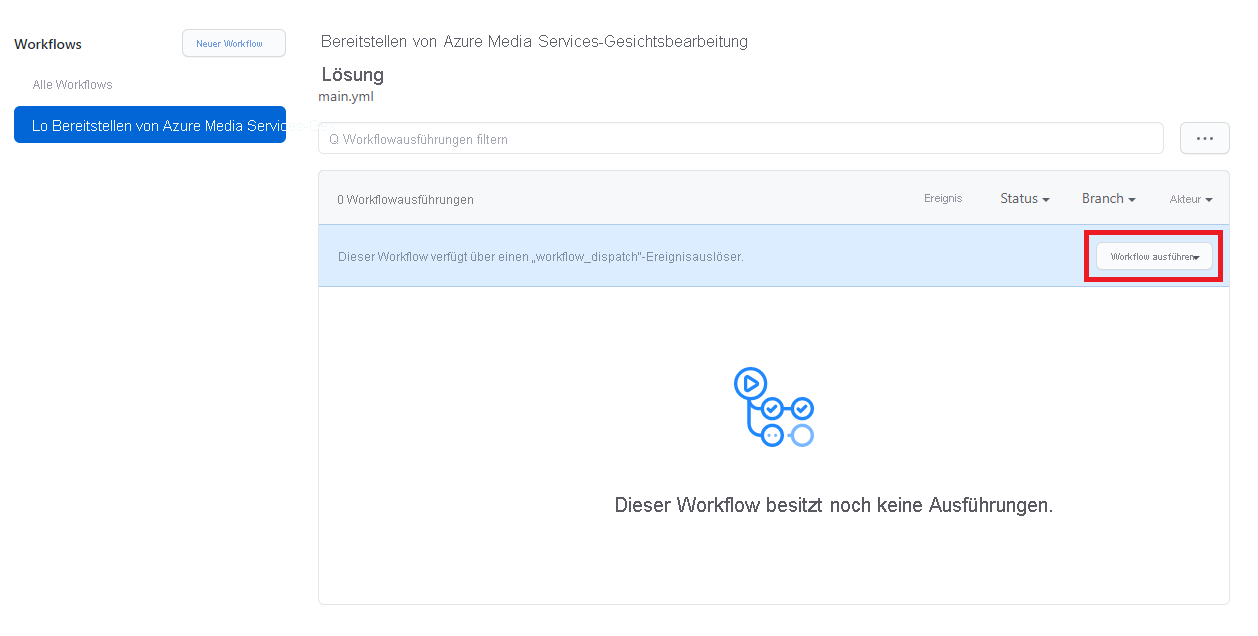 Workflows
Neuer Workflow
Alle Workflows
Lo Bereitstellen von Azure Media Servic
Bereitstellen von Azure Media Services-Gesichtsbearbeitung
Lösung
main.yml
Q Workflowausführungen filtern
0 Workflowausführungen
Ereignis
Status
Branch
Akteur
Dieser Workflow verfügt über einen „workflow_dispatch"-Ereignisauslöser.
Workflow ausführen
Dieser Workflow besitzt noch keine Ausführungen.